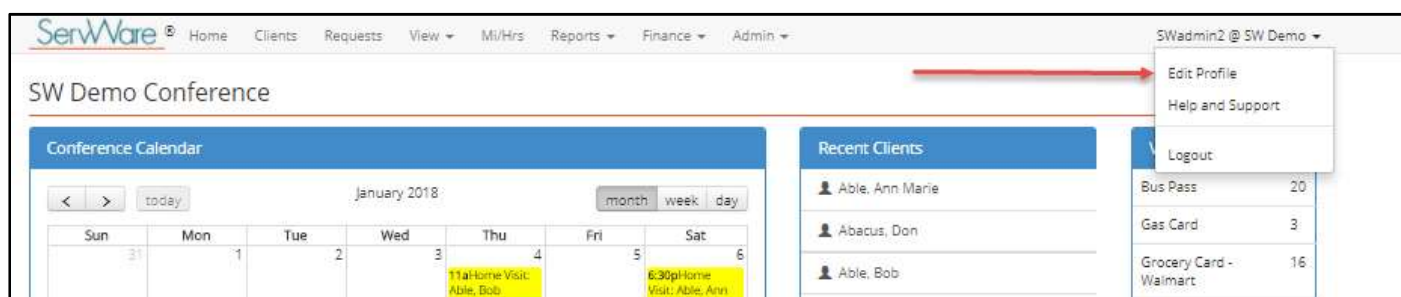 SerWare ® Home Clients Requests View Mi/Hrs Reports Finance Admin SWadmin2 @ SW Demo
Edit Profile
Help and Support
Logout
SW Demo Conference
Conference Calendar
< > today January 2018 month week day
Sun Mon Tue Wed Thu Fri Sat
31 1 2 3 4 5 6
11aHome Visit: Able, Bob
6:30pHome Visit: Able, Ann
Recent Clients
Able, Ann Marie
Abacus, Don
Able, Bob
V
Bus Pass 20
Gas Card 3
Grocery Card - 16
Walmart